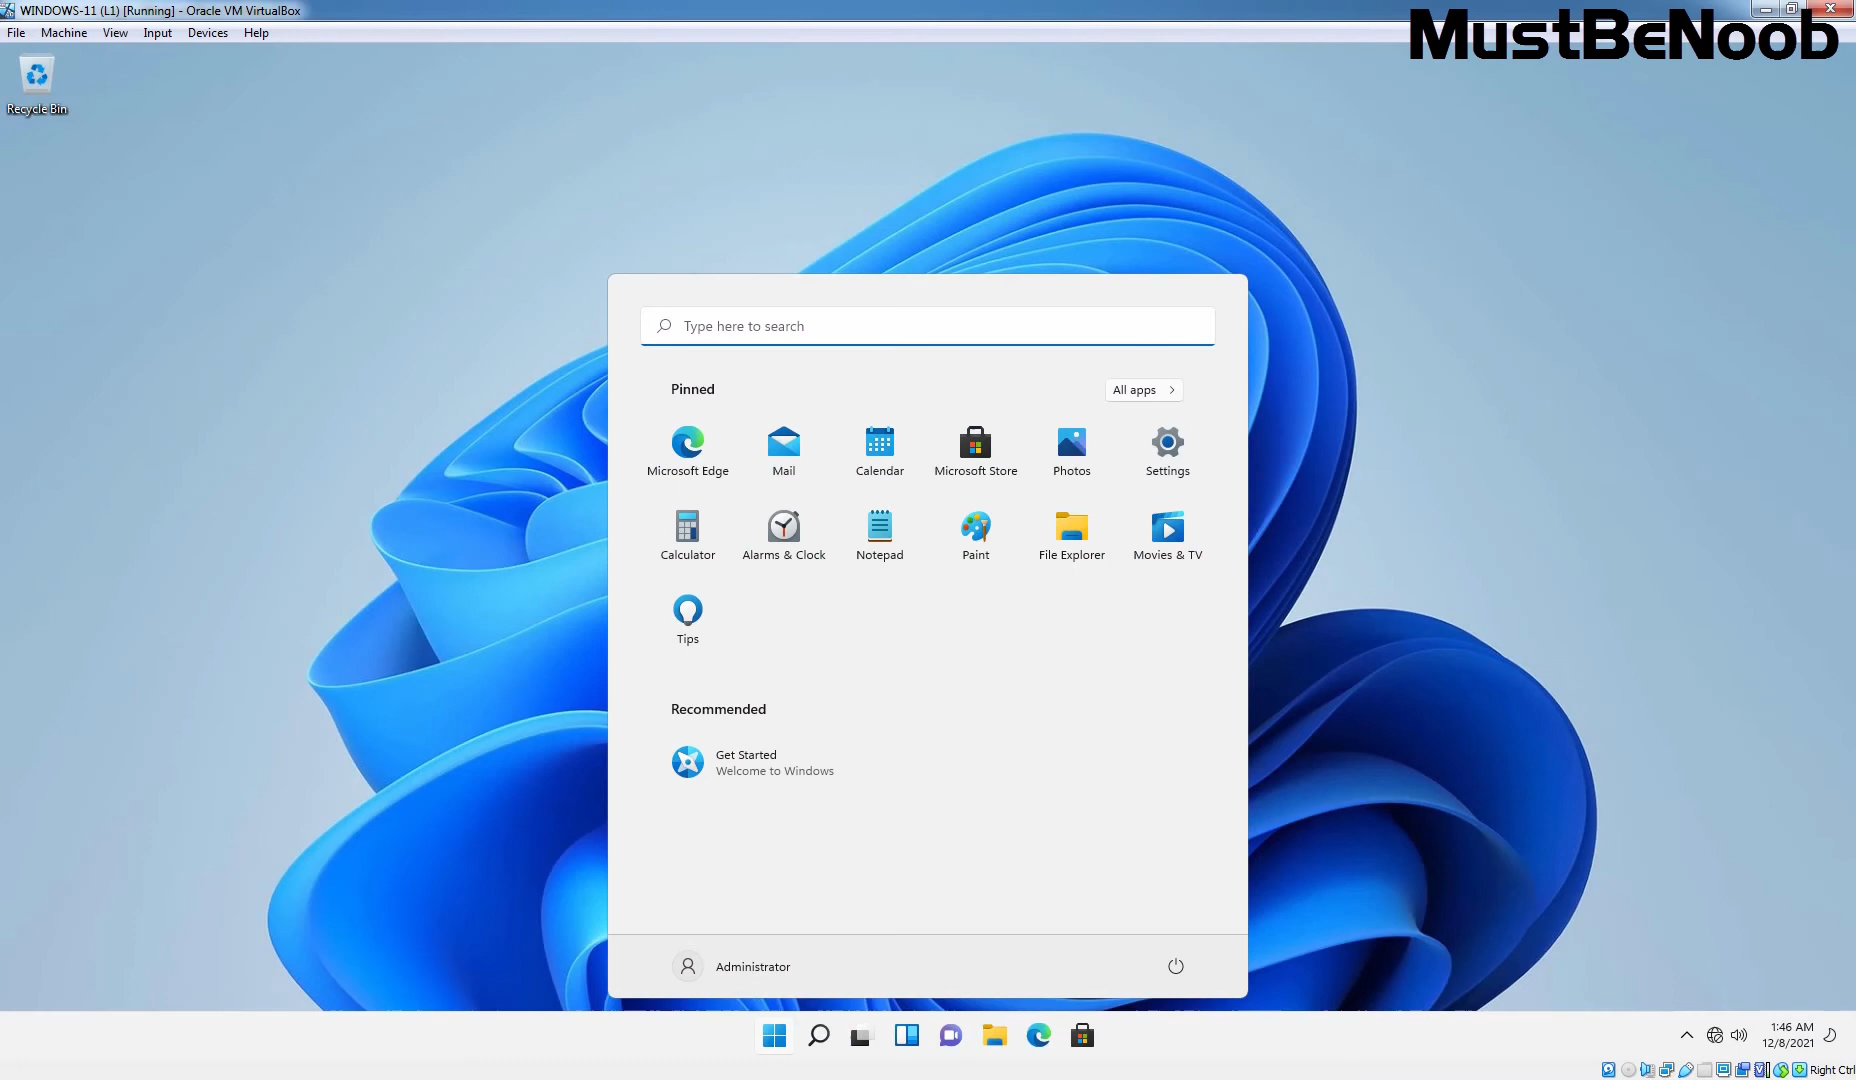 WINDOWS-11 (L1) [Running] - Oracle VM VirtualBox
File Machine View Input Devices Help
MustBeNoob
Recycle Bin
Type here to search
Pinned
All apps
Microsoft Edge Mail Calendar Microsoft Store Photos Settings
Calculator Alarms & Clock Notepad Paint File Explorer Movies & TV
Tips
Recommended
Get Started
Welcome to Windows
Administrator
1:46 AM
12/8/2021
Right Ctrl